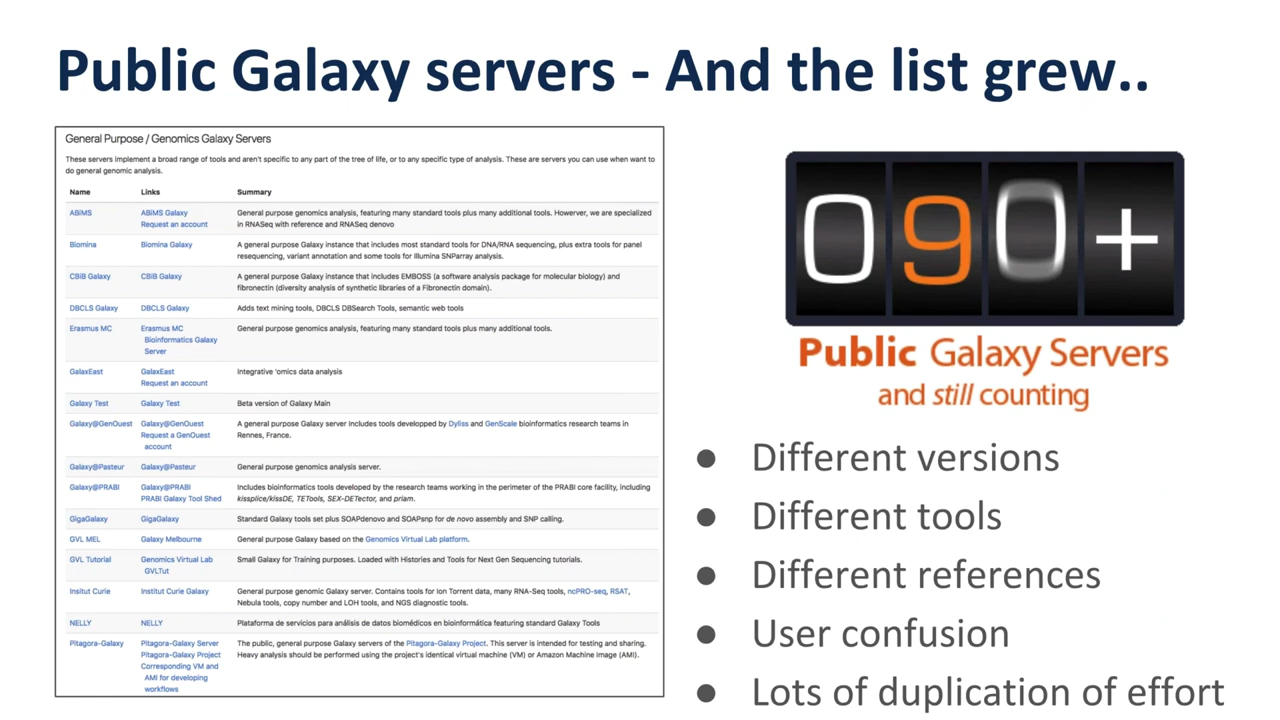 Public Galaxy servers - And the list grew..
General Purpose / Genomics Galaxy Servers
These servers implement a broad range of tools and aren't specific to any part of the tree of life, or to any specific type of analysis. These are servers you can use when want to
do general genomic analysis.
Name Links Summary
ABiMS ABiMS Galaxy General purpose genomics analysis, featuring many standard tools plus many additional tools. Howerver, we are specialized
Request an account in RNASeq with reference and RNASeq denovo
Biomina Biomina Galaxy A general purpose Galaxy instance that includes most standard tools for DNA/RNA sequencing, plus extra tools for panel
resequencing, variant annotation and some tools for Illumina SNParray analysis.
CBiB Galaxy CBiB Galaxy A general purpose Galaxy instance that includes EMBOSS (a software analysis package for molecular biology) and
fibronectin (diversity analysis of synthetic libraries of a Fibronectin domain).
DBCLS Galaxy DBCLS Galaxy Adds text mining tools, DBCLS DBSearch Tools, semantic web tools
Erasmus MC Erasmus MC General purpose genomics analysis, featuring many standard tools plus many additional tools.
Bioinformatics Galaxy
Server
GalaxEast GalaxEast Integrative 'omics data analysis
Request an account
Galaxy Test Galaxy Test Beta version of Galaxy Main
Galaxy@GenOuest Galaxy@GenOuest A general purpose Galaxy server includes tools developped by Dyliss and GenScale bioinformatics research teams in
Request a GenOuest Rennes, France.
account
Galaxy@Pasteur Galaxy@Pasteur General purpose genomics analysis server.
Galaxy@PRABI Galaxy@PRABI Includes bioinformatics tools developed by the research teams working in the perimeter of the PRABI core facility, including
PRABI Galaxy Tool Shed kissplice/kissDE, TETools, SEX-DETector, and priam.
GigaGalaxy GigaGalaxy Standard Galaxy tools set plus SOAPdenovo and SOAPsnp for de novo assembly and SNP calling.
GVL MEL Galaxy Melbourne General purpose Galaxy based on the Genomics Virtual Lab platform.
GVL Tutorial Genomics Virtual Lab Small Galaxy for Training purposes. Loaded with Histories and Tools for Next Gen Sequencing tutorials.
GVLTut
Insitut Curie Institut Curie Galaxy General purpose genomic Galaxy server. Contains tools for Ion Torrent data, many RNA-Seq tools, ncPRO-seq, RSAT,
Nebula tools, copy number and LOH tools, and NGS diagnostic tools.
NELLY NELLY Plataforma de servicios para análisis de datos biomédicos en bioinformática featuring standard Galaxy Tools
Pitagora-Galaxy Pitagora-Galaxy Server The public, general purpose Galaxy servers of the Pitagora-Galaxy Project. This server is intended for testing and sharing.
Pitagora-Galaxy Project Heavy analysis should be performed using the project's identical virtual machine (VM) or Amazon Machine Image (AMI).
Corresponding VM and
AMI for developing
workflows
090+
Public Galaxy Servers
and still counting
● Different versions
● Different tools
● Different references
● User confusion
● Lots of duplication of effort